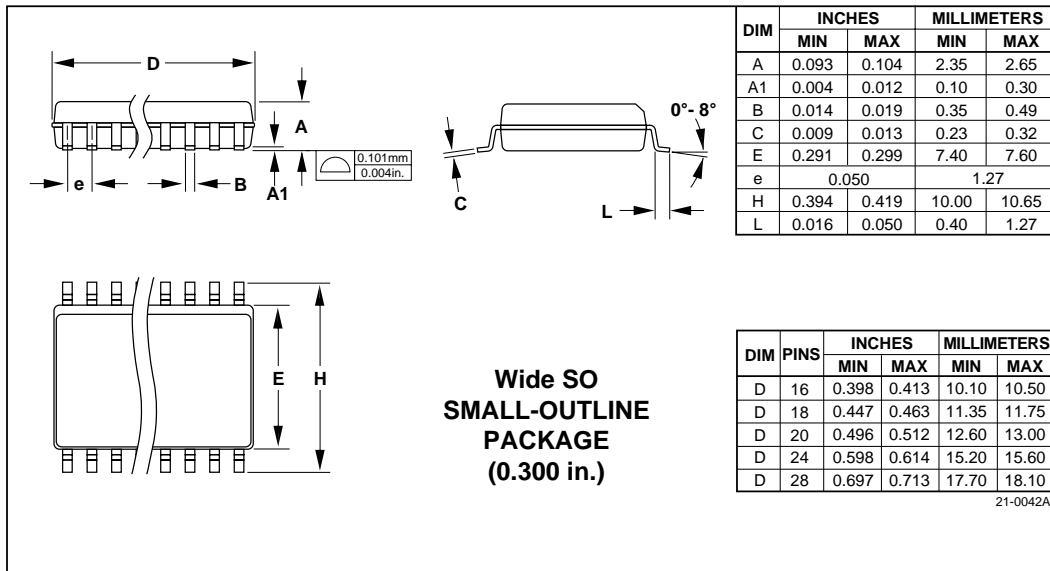 D
A
e
B
A1
0.101mm
0.004in.
0°- 8°
C
L
DIM INCHES MILLIMETERS
MIN MAX MIN MAX
A 0.093 0.104 2.35 2.65
A1 0.004 0.012 0.10 0.30
B 0.014 0.019 0.35 0.49
C 0.009 0.013 0.23 0.32
E 0.291 0.299 7.40 7.60
e 0.050 1.27
H 0.394 0.419 10.00 10.65
L 0.016 0.050 0.40 1.27
E
H
Wide SO
SMALL-OUTLINE
PACKAGE
(0.300 in.)
DIM PINS INCHES MILLIMETERS
MIN MAX MIN MAX
D 16 0.398 0.413 10.10 10.50
D 18 0.447 0.463 11.35 11.75
D 20 0.496 0.512 12.60 13.00
D 24 0.598 0.614 15.20 15.60
D 28 0.697 0.713 17.70 18.10
21-0042A